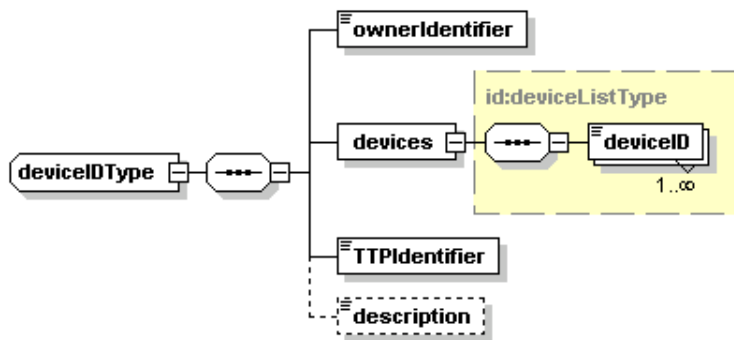 ownerIdentifier
id:deviceListType
deviceIDType
devices
deviceID
1..∞
TTPIdentifier
description